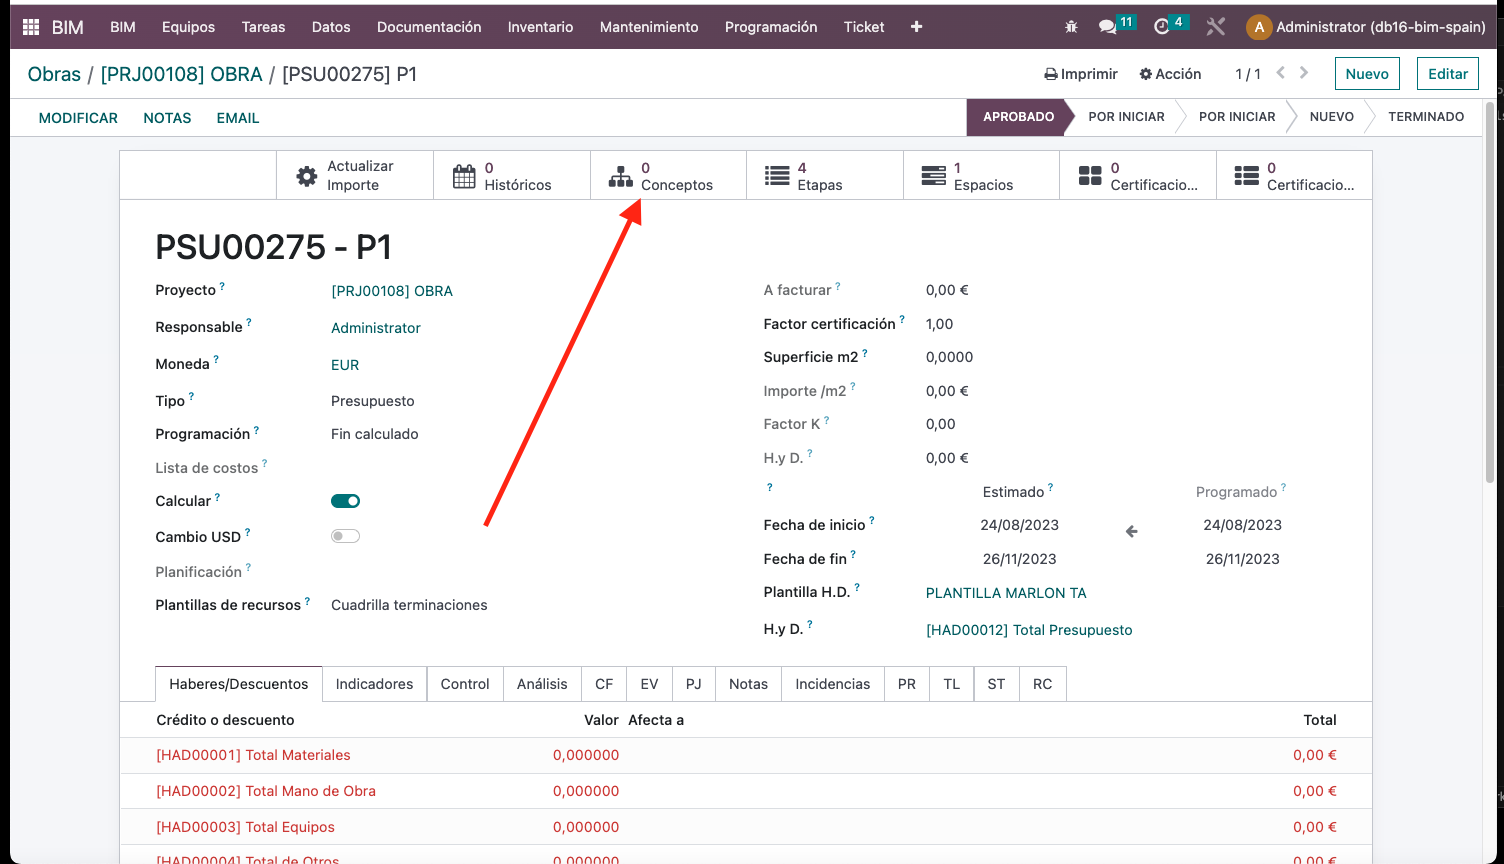 BIM BIM Equipos Tareas Datos Documentación Inventario Mantenimiento Programación Ticket 11 4 A Administrator (db16-bim-spain)
Obras / [PRJ00108] OBRA / [PSU00275] P1 Imprimir Acción 1 / 1 Nuevo Editar
MODIFICAR NOTAS EMAIL APROBADO POR INICIAR POR INICIAR NUEVO TERMINADO
Actualizar Importe
0 Históricos
0 Conceptos
4 Etapas
1 Espacios
0 Certificacio...
0 Certificacio...
PSU00275 - P1
Proyecto ? [PRJ00108] OBRA
Responsable ? Administrator
Moneda ? EUR
Tipo ? Presupuesto
Programación ? Fin calculado
Lista de costos ?
Calcular ?
Cambio USD ?
Planificación ?
Plantillas de recursos ? Cuadrilla terminaciones
A facturar ? 0,00 €
Factor certificación ? 1,00
Superficie m2 ? 0,0000
Importe /m2 ? 0,00 €
Factor K ? 0,00
H.y D. ? 0,00 €
? Estimado ? Programado ?
Fecha de inicio ? 24/08/2023 24/08/2023
Fecha de fin ? 26/11/2023 26/11/2023
Plantilla H.D. ? PLANTILLA MARLON TA
H.y D. ? [HAD00012] Total Presupuesto
Haberes/Descuentos Indicadores Control Análisis CF EV PJ Notas Incidencias PR TL ST RC
Crédito o descuento Valor Afecta a Total
[HAD00001] Total Materiales 0,000000 0,00 €
[HAD00002] Total Mano de Obra 0,000000 0,00 €
[HAD00003] Total Equipos 0,000000 0,00 €
[HAD00004] Total de Otros 0,000000 0,00 €